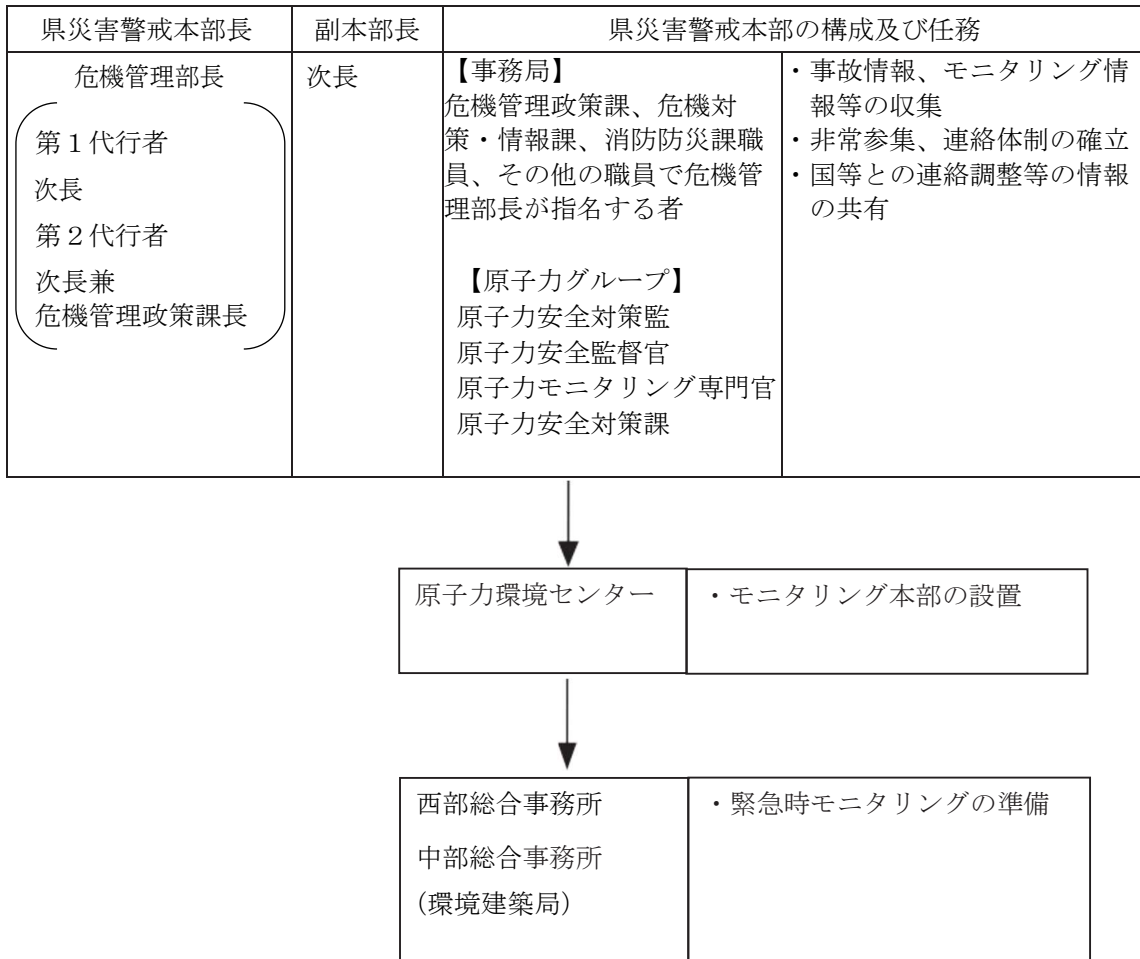 県災害警戒本部長
副本部長
県災害警戒本部の構成及び任務
危機管理部長
第１代行者
次長
第２代行者
次長兼
危機管理政策課長
次長
【事務局】
危機管理政策課、危機対
策・情報課、消防防災課職
員、その他の職員で危機管
理部長が指名する者
【原子力グループ】
原子力安全対策監
原子力安全監督官
原子力モニタリング専門官
原子力安全対策課
・事故情報、モニタリング情
報等の収集
・非常参集、連絡体制の確立
・国等との連絡調整等の情報
の共有
原子力環境センター
・モニタリング本部の設置
西部総合事務所
中部総合事務所
(環境建築局)
・緊急時モニタリングの準備